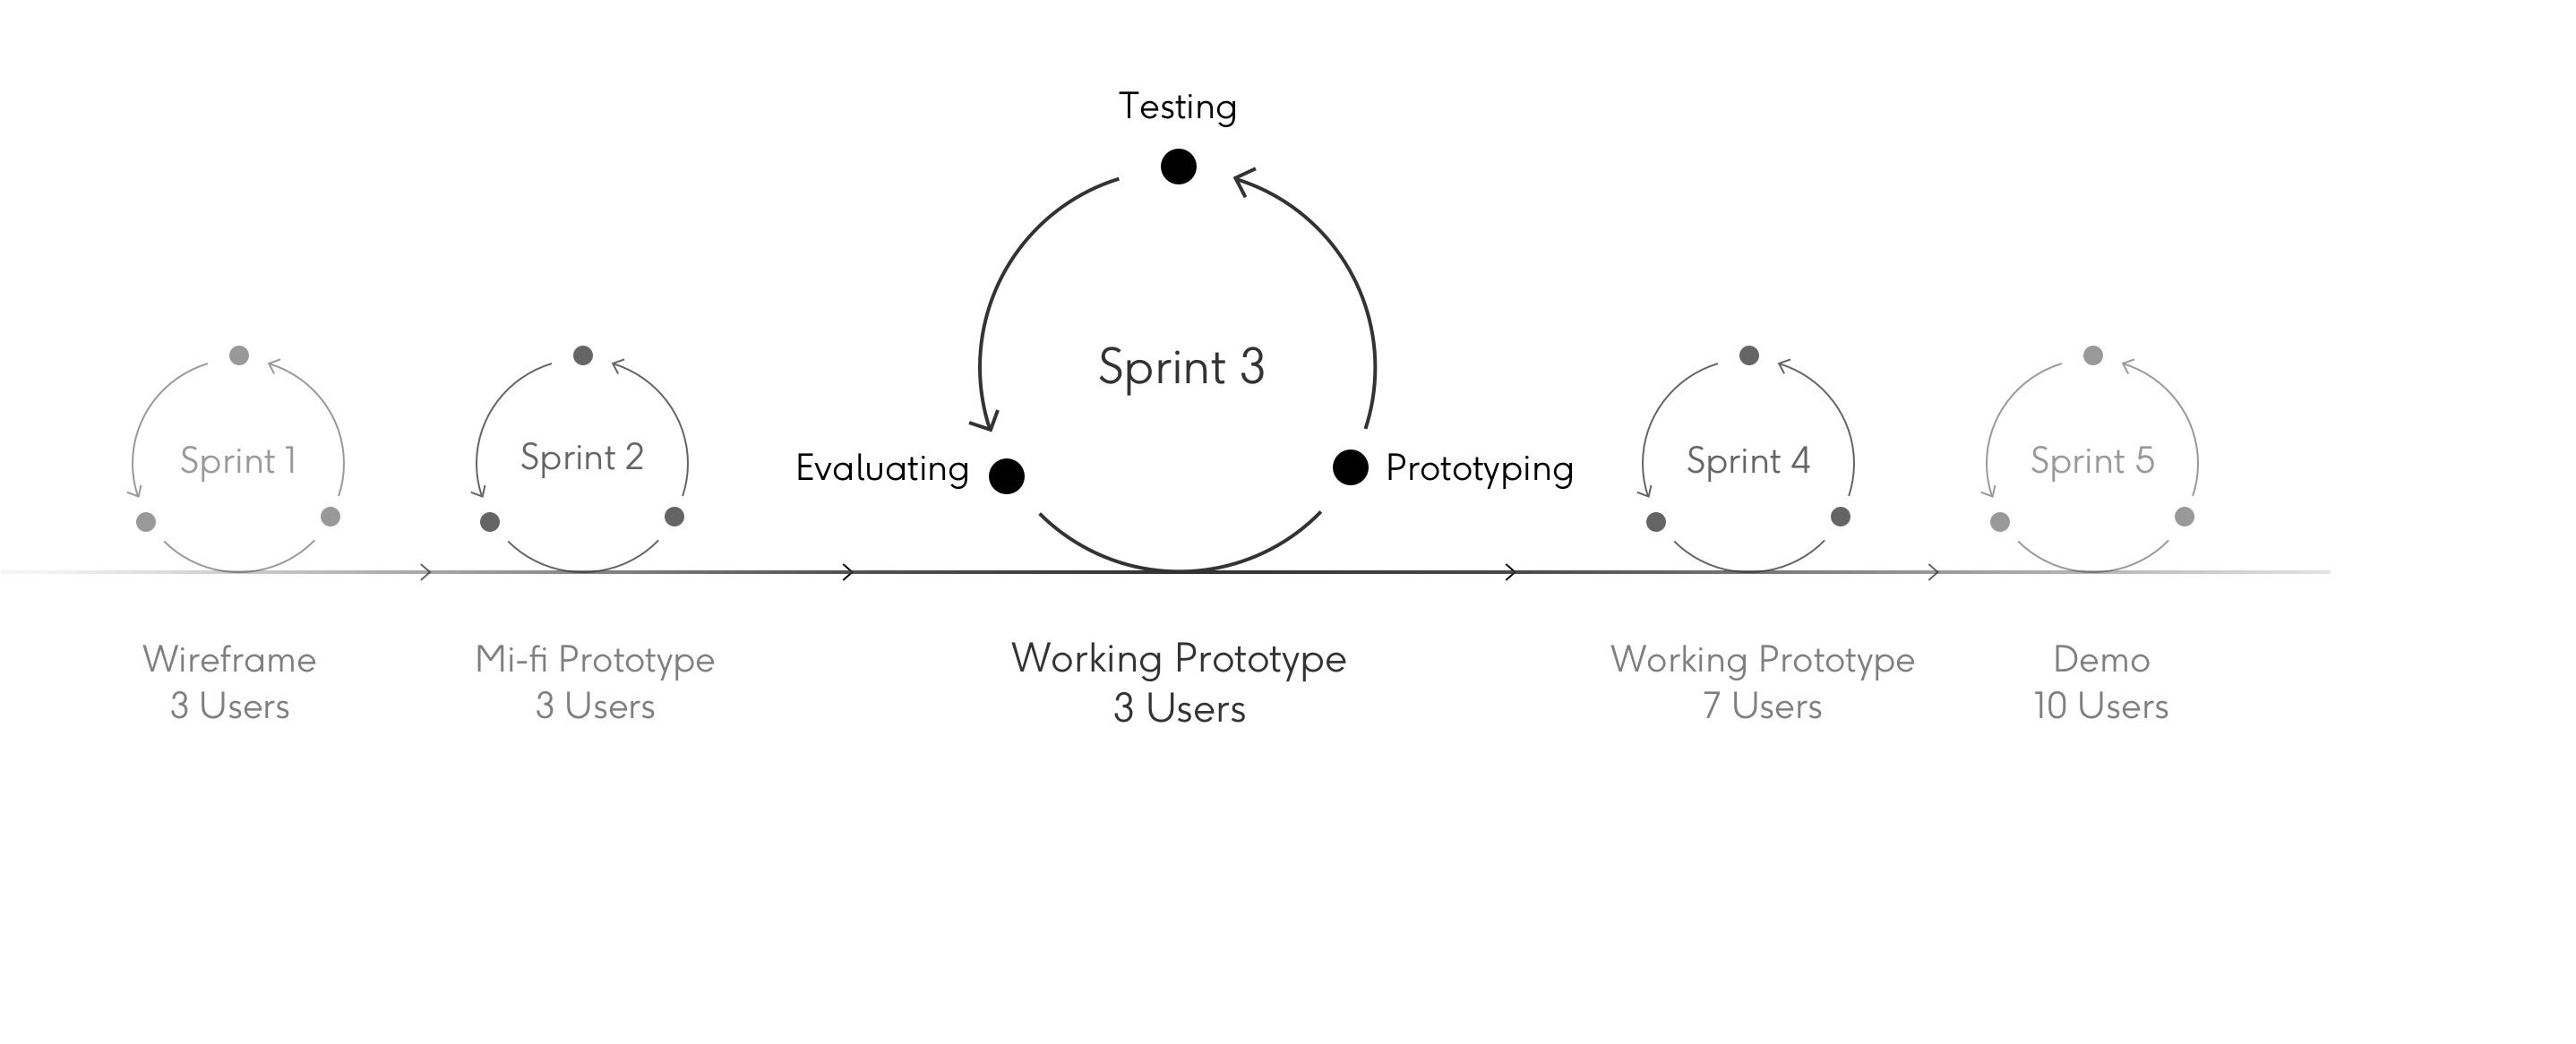 Testing
Sprint 3
Sprint 1
Sprint 2
Evaluating
Prototyping
Sprint 4
Sprint 5
Wireframe
3 Users
Mi-fi Prototype
3 Users
Working Prototype
3 Users
Working Prototype
7 Users
Demo
10 Users